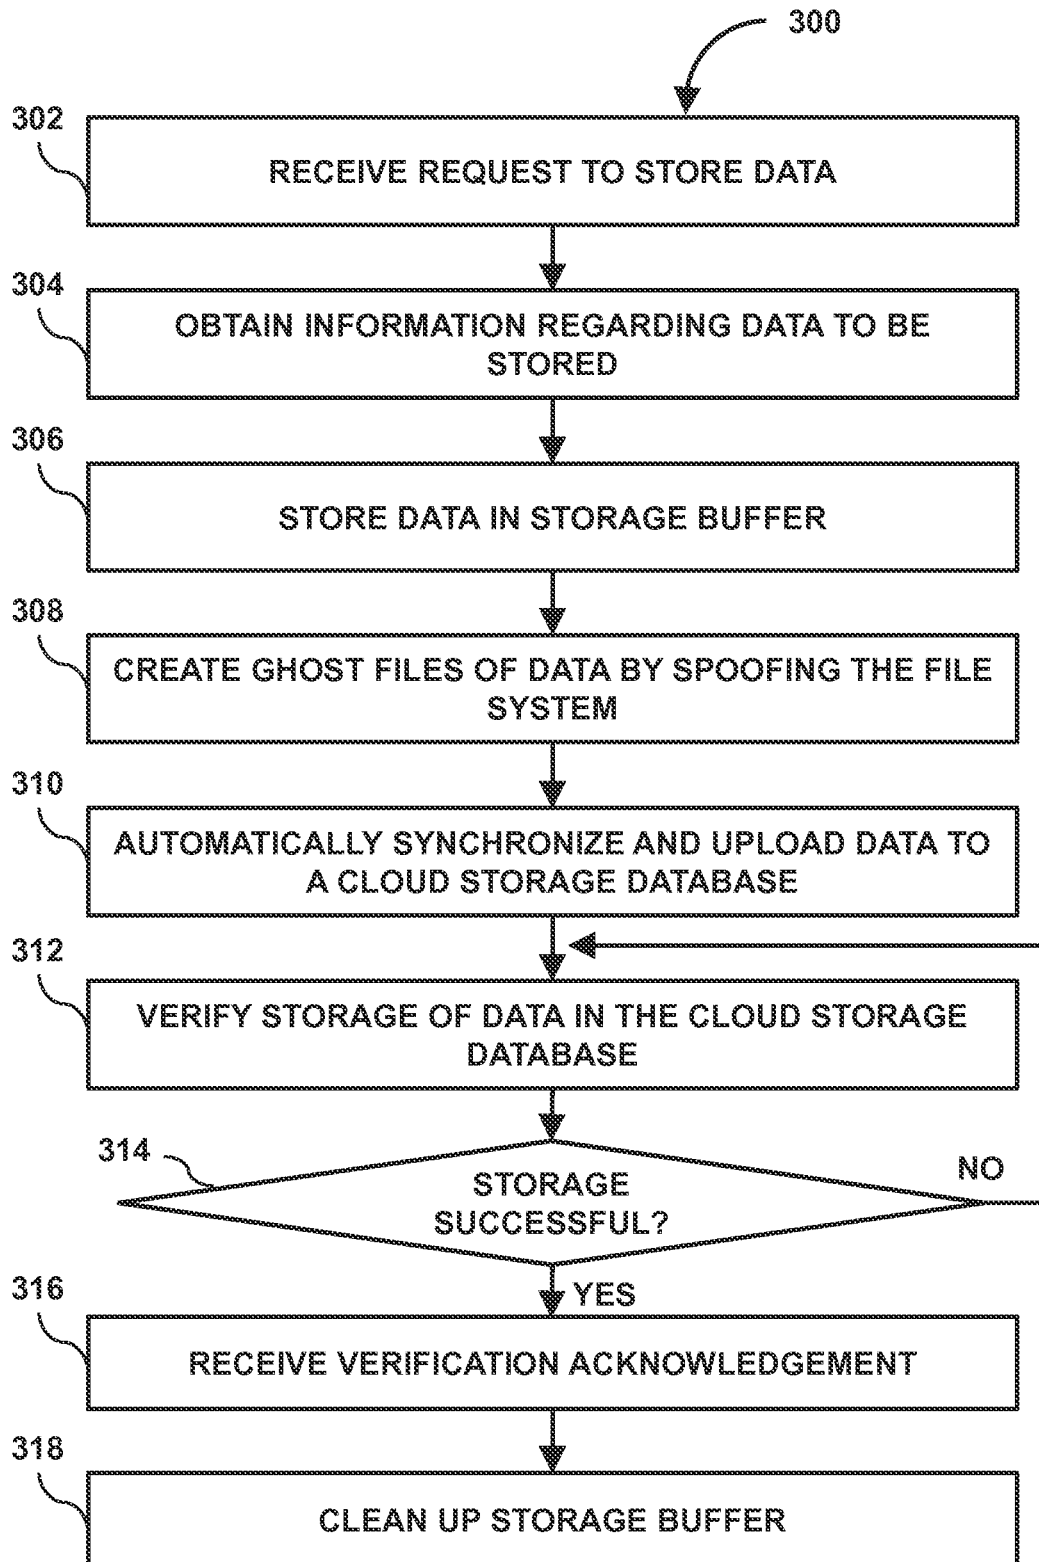 300
302
RECEIVE REQUEST TO STORE DATA
304
OBTAIN INFORMATION REGARDING DATA TO BE
STORED
306
STORE DATA IN STORAGE BUFFER
308
CREATE GHOST FILES OF DATA BY SPOOFING THE FILE
SYSTEM
310
AUTOMATICALLY SYNCHRONIZE AND UPLOAD DATA TO
A CLOUD STORAGE DATABASE
312
VERIFY STORAGE OF DATA IN THE CLOUD STORAGE
DATABASE
314
STORAGE
SUCCESSFUL?
NO
YES
316
RECEIVE VERIFICATION ACKNOWLEDGEMENT
318
CLEAN UP STORAGE BUFFER